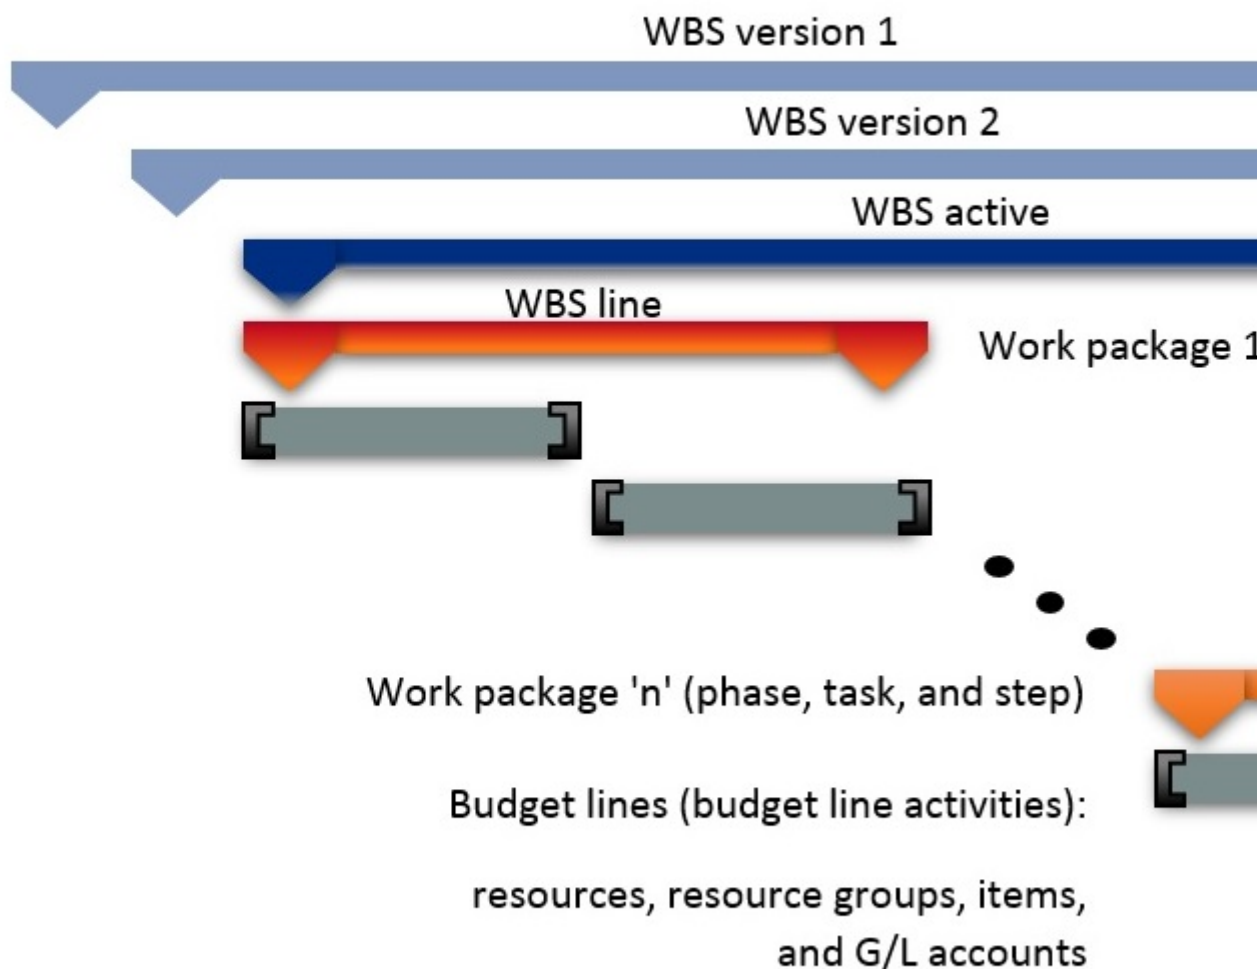 WBS version 1
WBS version 2
WBS active
WBS line
Work package 1
Work package 'n' (phase, task, and step)
Budget lines (budget line activities):
resources, resource groups, items,
and G/L accounts